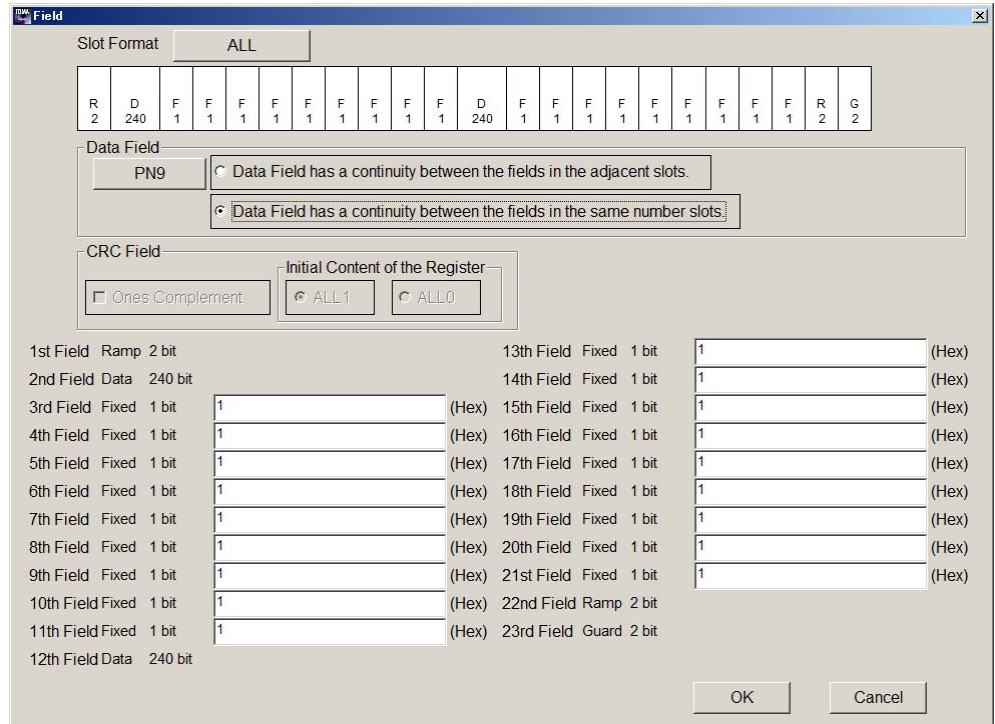 Field
Slot Format ALL
R D F F F F F F F F F D F F F F F F F F F R G
2 240 1 1 1 1 1 1 1 1 1 240 1 1 1 1 1 1 1 1 1 2 2
Data Field
PN9 Data Field has a continuity between the fields in the adjacent slots.
Data Field has a continuity between the fields in the same number slots.
CRC Field
Initial Content of the Register
Ones Complement ALL1 ALL0
1st Field Ramp 2 bit
2nd Field Data 240 bit
3rd Field Fixed 1 bit 1 (Hex)
4th Field Fixed 1 bit 1 (Hex)
5th Field Fixed 1 bit 1 (Hex)
6th Field Fixed 1 bit 1 (Hex)
7th Field Fixed 1 bit 1 (Hex)
8th Field Fixed 1 bit 1 (Hex)
9th Field Fixed 1 bit 1 (Hex)
10th Field Fixed 1 bit 1 (Hex)
11th Field Fixed 1 bit 1 (Hex)
12th Field Data 240 bit
13th Field Fixed 1 bit 1 (Hex)
14th Field Fixed 1 bit 1 (Hex)
15th Field Fixed 1 bit 1 (Hex)
16th Field Fixed 1 bit 1 (Hex)
17th Field Fixed 1 bit 1 (Hex)
18th Field Fixed 1 bit 1 (Hex)
19th Field Fixed 1 bit 1 (Hex)
20th Field Fixed 1 bit 1 (Hex)
21st Field Fixed 1 bit 1 (Hex)
22nd Field Ramp 2 bit
23rd Field Guard 2 bit
OK Cancel